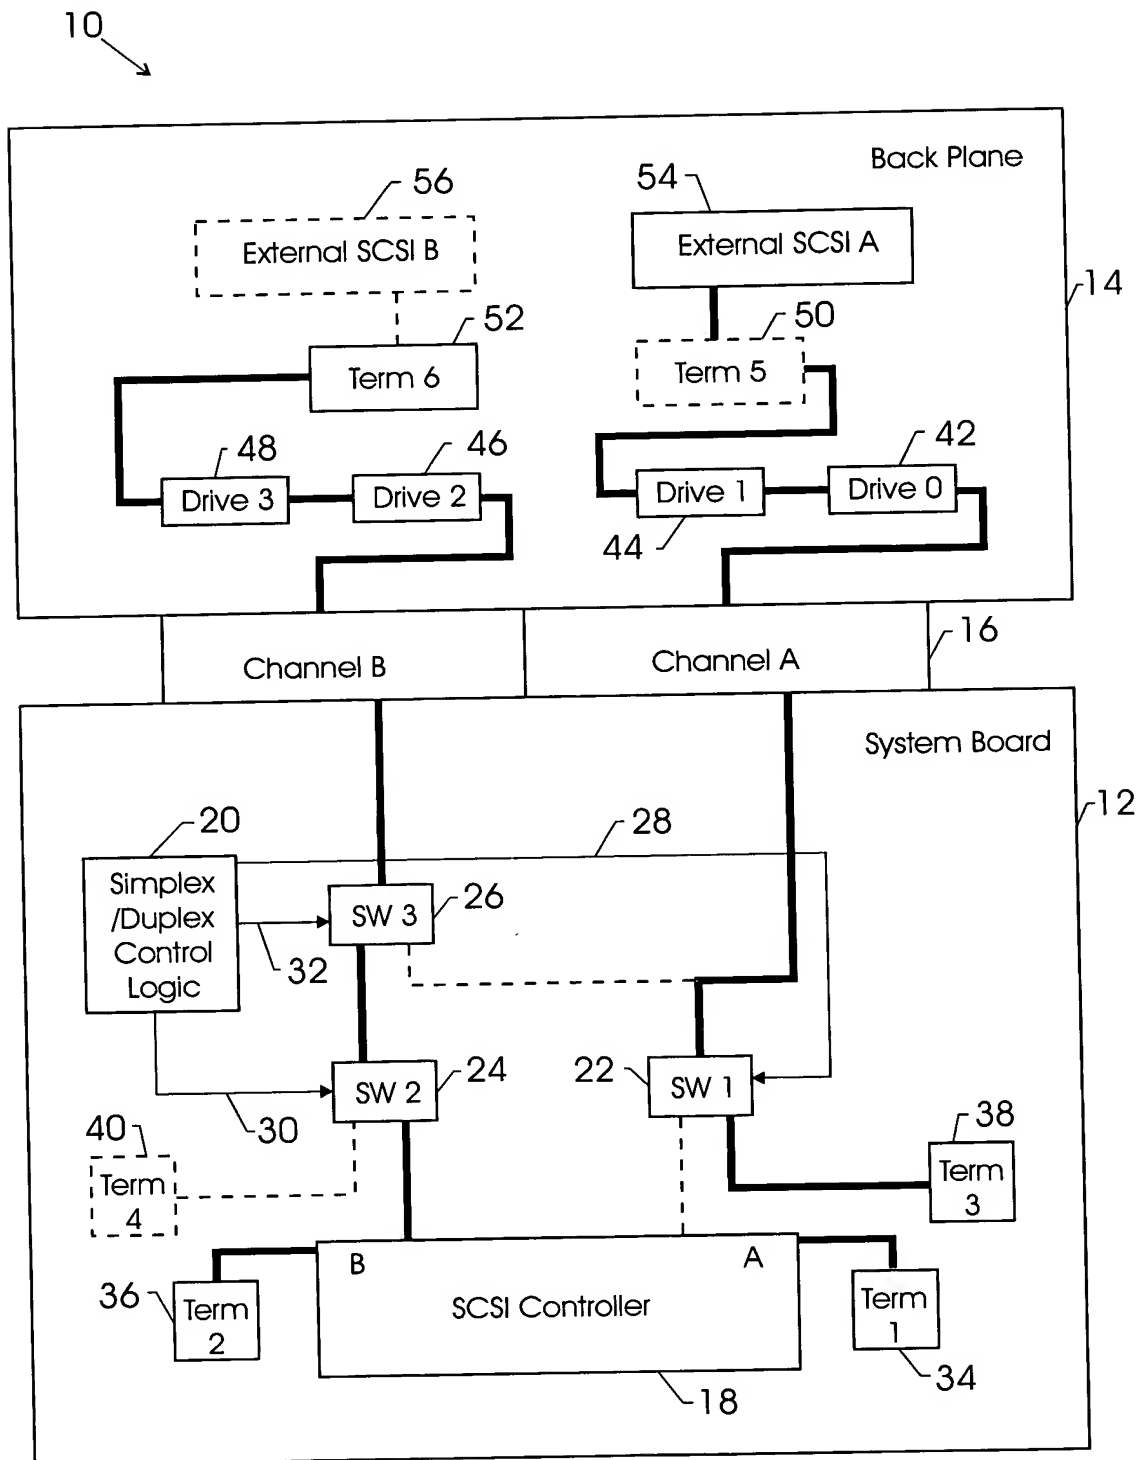 10
Back Plane
56
54
External SCSI B
External SCSI A
14
52
50
Term 6
Term 5
48
46
42
Drive 3
Drive 2
Drive 1
Drive 0
44
16
Channel B
Channel A
System Board
12
20
28
Simplex
/Duplex
Control
Logic
SW 3
26
32
SW 2
24
22
SW 1
30
40
38
Term
4
Term
3
B
A
36
Term
2
SCSI Controller
Term
1
34
18